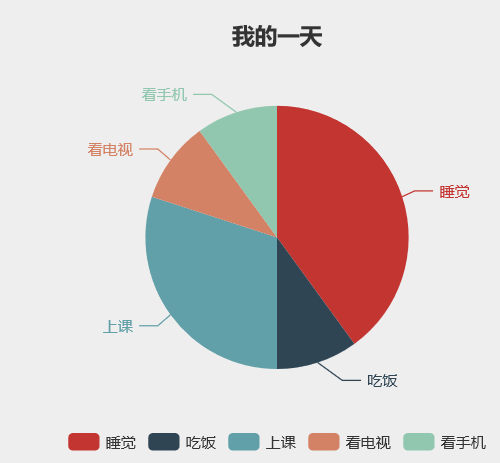 我的一天
看手机
看电视
睡觉
上课
吃饭
睡觉 吃饭 上课 看电视 看手机